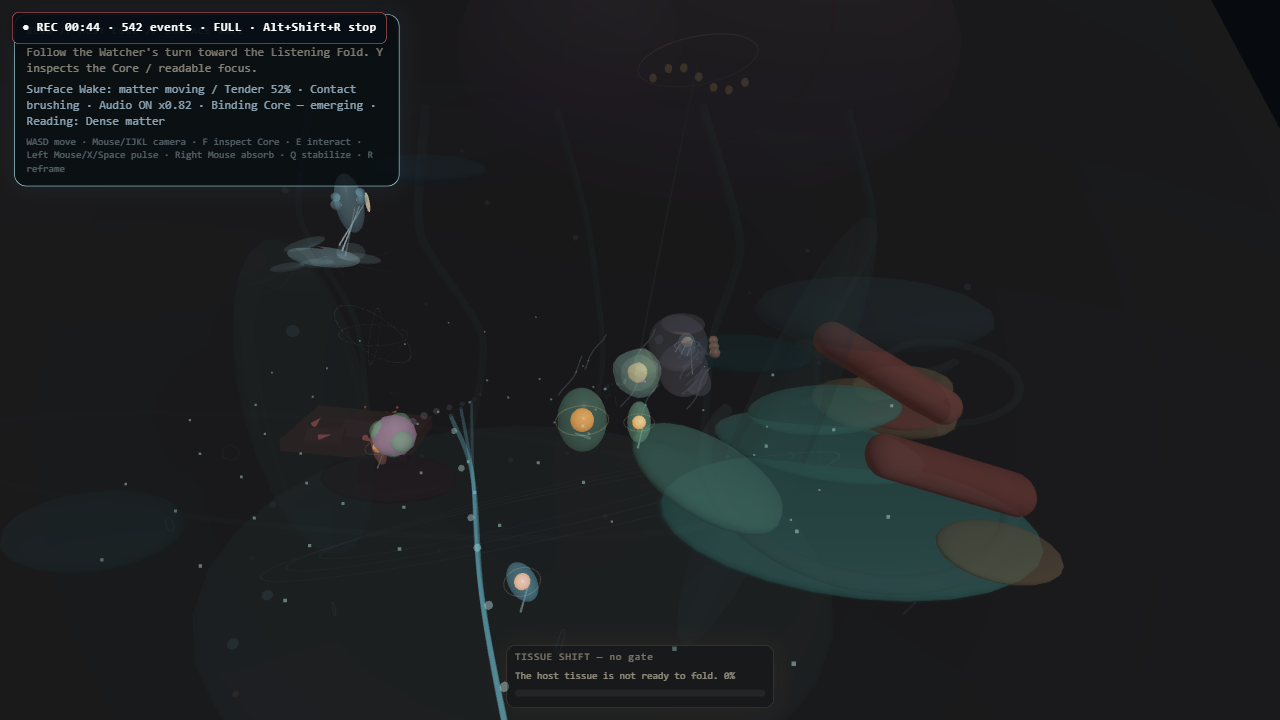 ● REC 00:44 · 542 events · FULL · Alt+Shift+R stop
Follow the Watcher's turn toward the Listening Fold. Y
inspects the Core / readable focus.
Surface Wake: matter moving / Tender 52% · Contact
brushing · Audio ON x0.82 · Binding Core — emerging ·
Reading: Dense matter
WASD move · Mouse/IJKL camera · F inspect Core · E interact ·
Left Mouse/X/Space pulse · Right Mouse absorb · Q stabilize · R
reframe
TISSUE SHIFT — no gate
The host tissue is not ready to fold. 0%